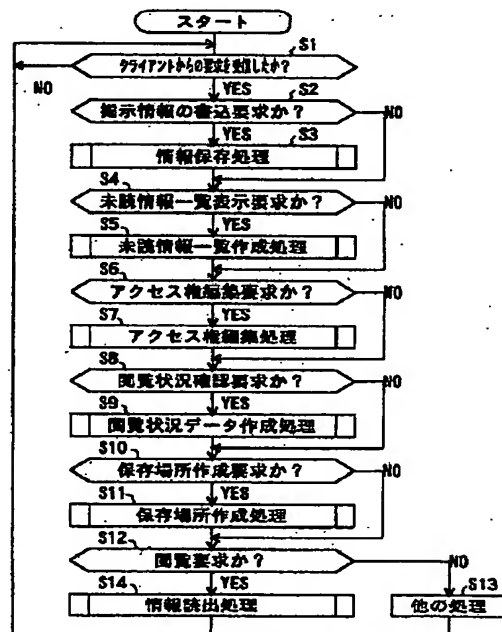 スタート
S1
クライアントからの要求を受信したか?
NO
YES
S2
掲示情報の書込要求か?
NO
YES
S3
情報保存処理
S4
未読情報一覧表示要求か?
NO
YES
S5
未読情報一覧作成処理
S6
アクセス権編集要求か?
NO
YES
S7
アクセス権編集処理
S8
閲覧状況確認要求か?
NO
YES
S9
閲覧状況データ作成処理
S10
保存場所作成要求か?
NO
YES
S11
保存場所作成処理
S12
閲覧要求か?
NO
YES
S13
S14
情報読出処理
他の処理